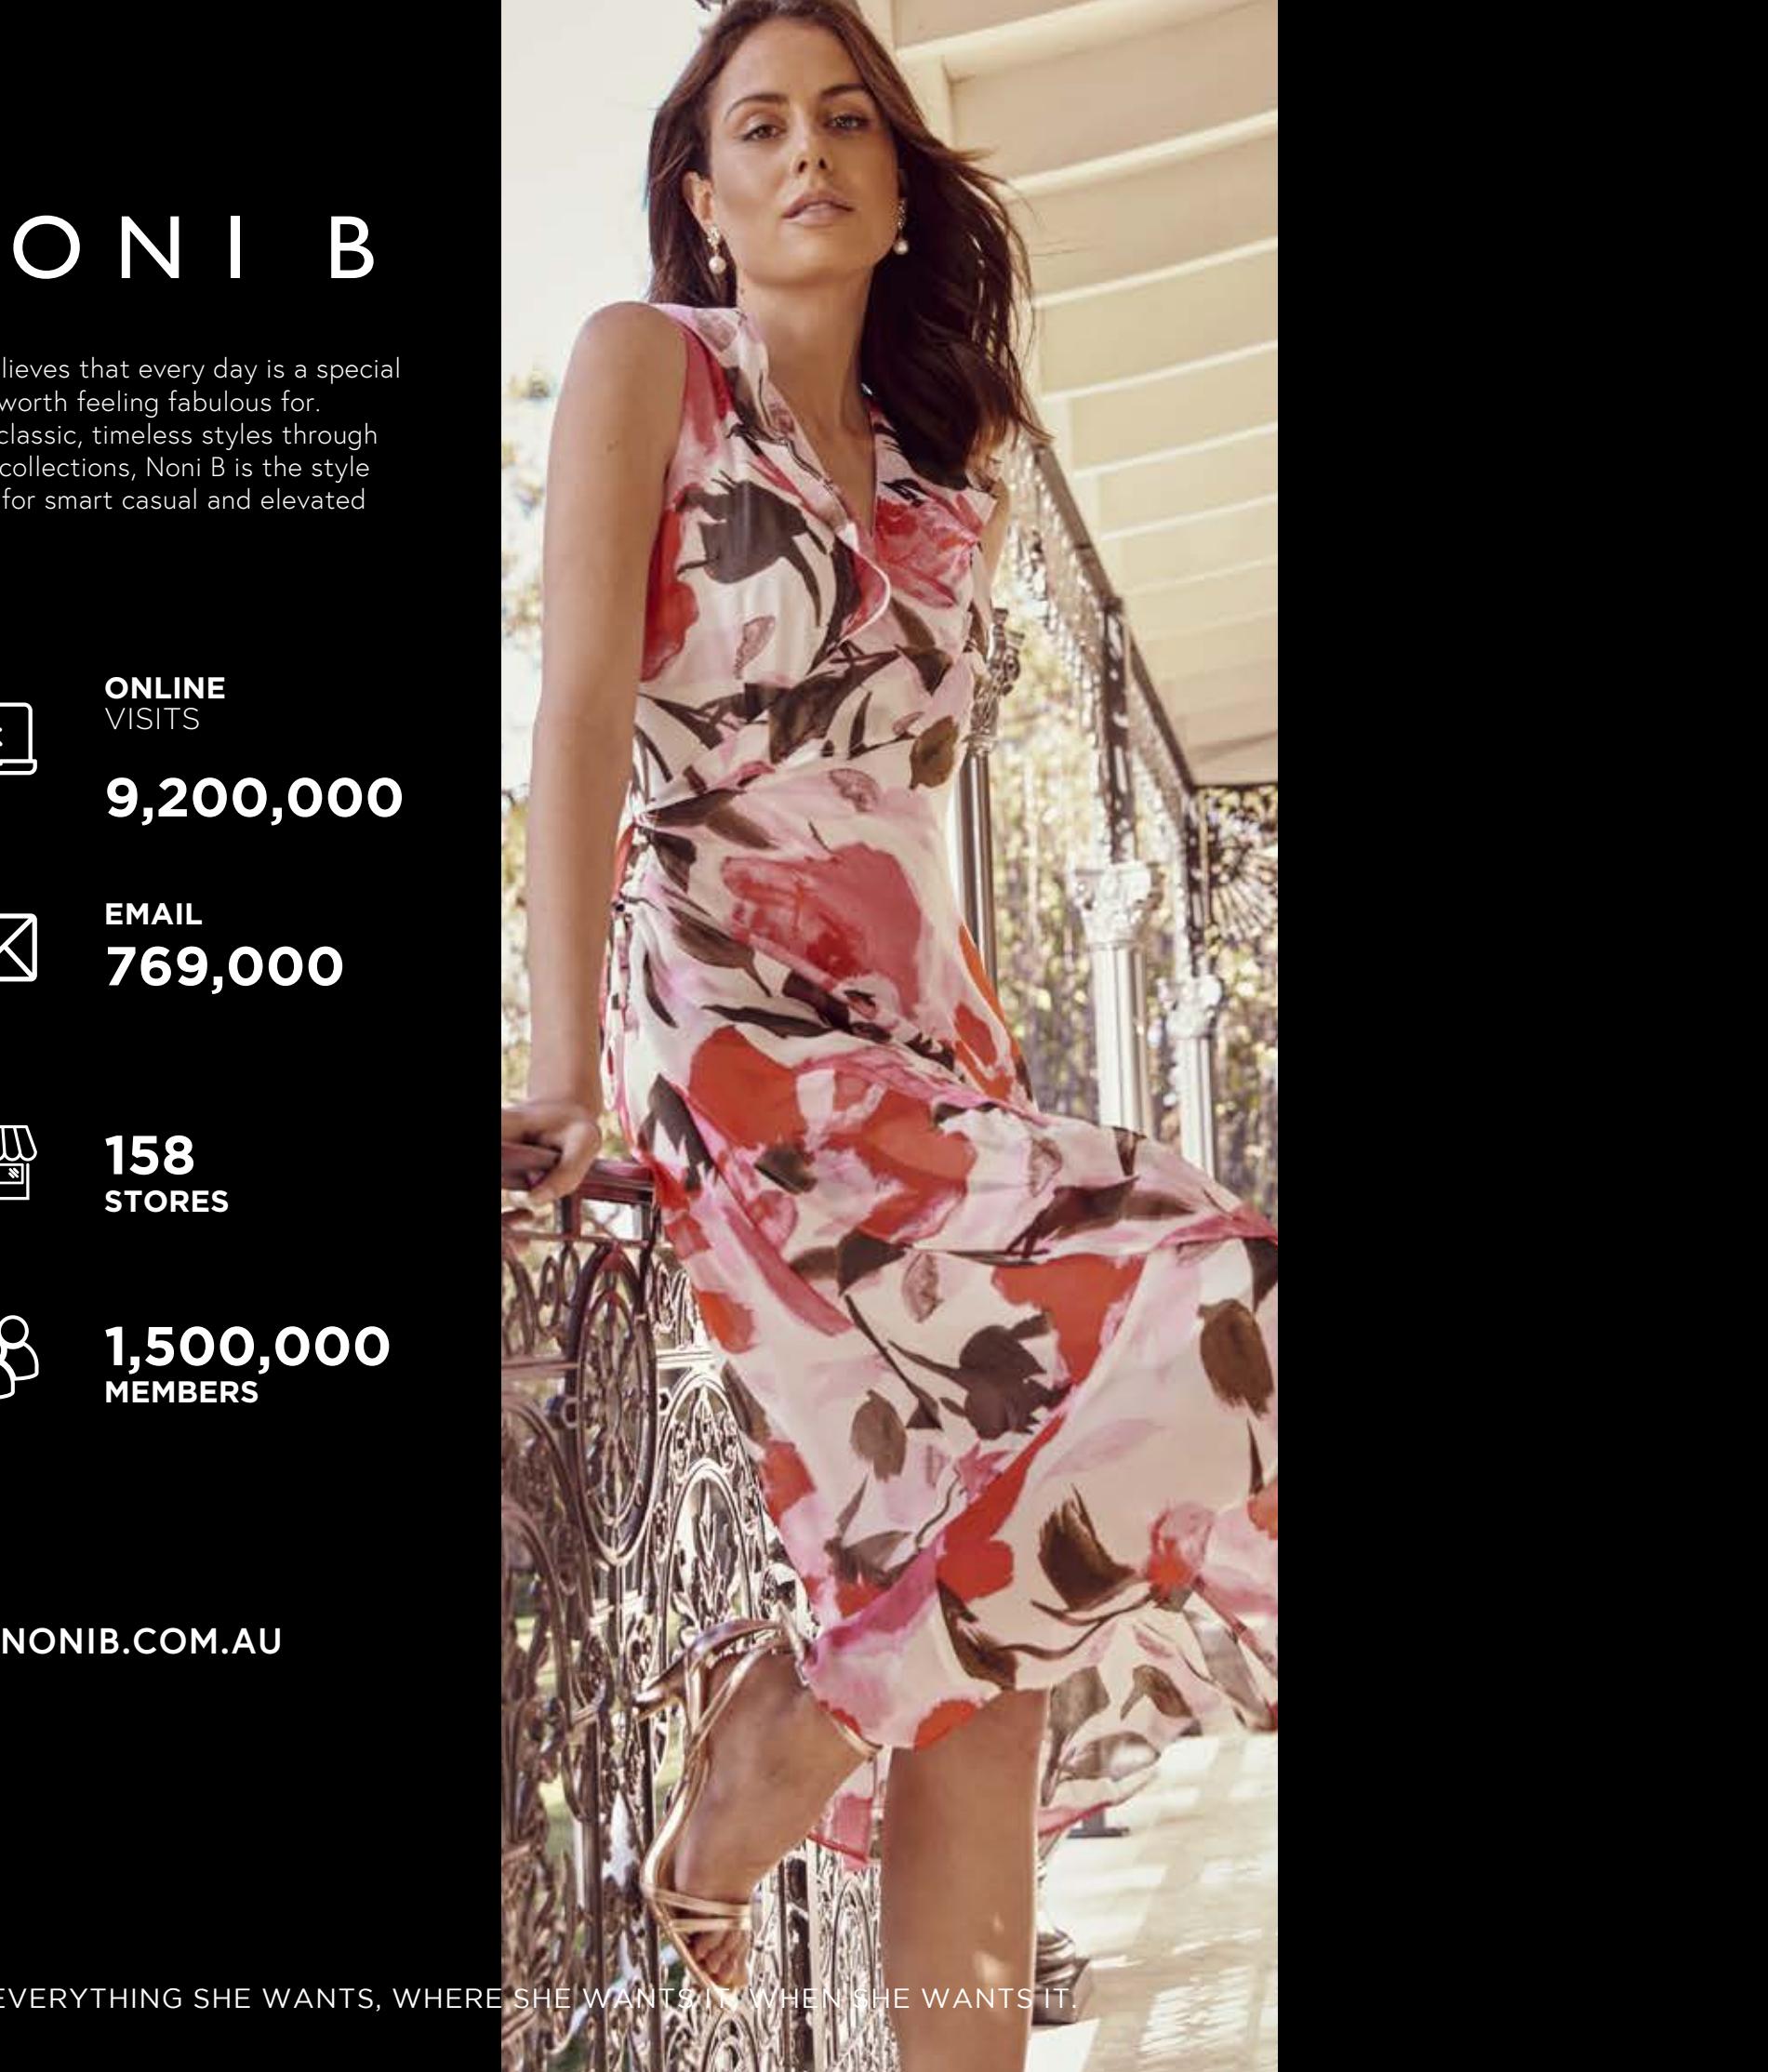 ONI B
lieves that every day is a special
worth feeling fabulous for.
classic, timeless styles through
collections, Noni B is the style
for smart casual and elevated
ONLINE
VISITS
9,200,000
EMAIL
769,000
158
STORES
1,500,000
MEMBERS
NONIB.COM.AU
EVERYTHING SHE WANTS, WHERE SHE WANTS IT, WHEN SHE WANTS IT.